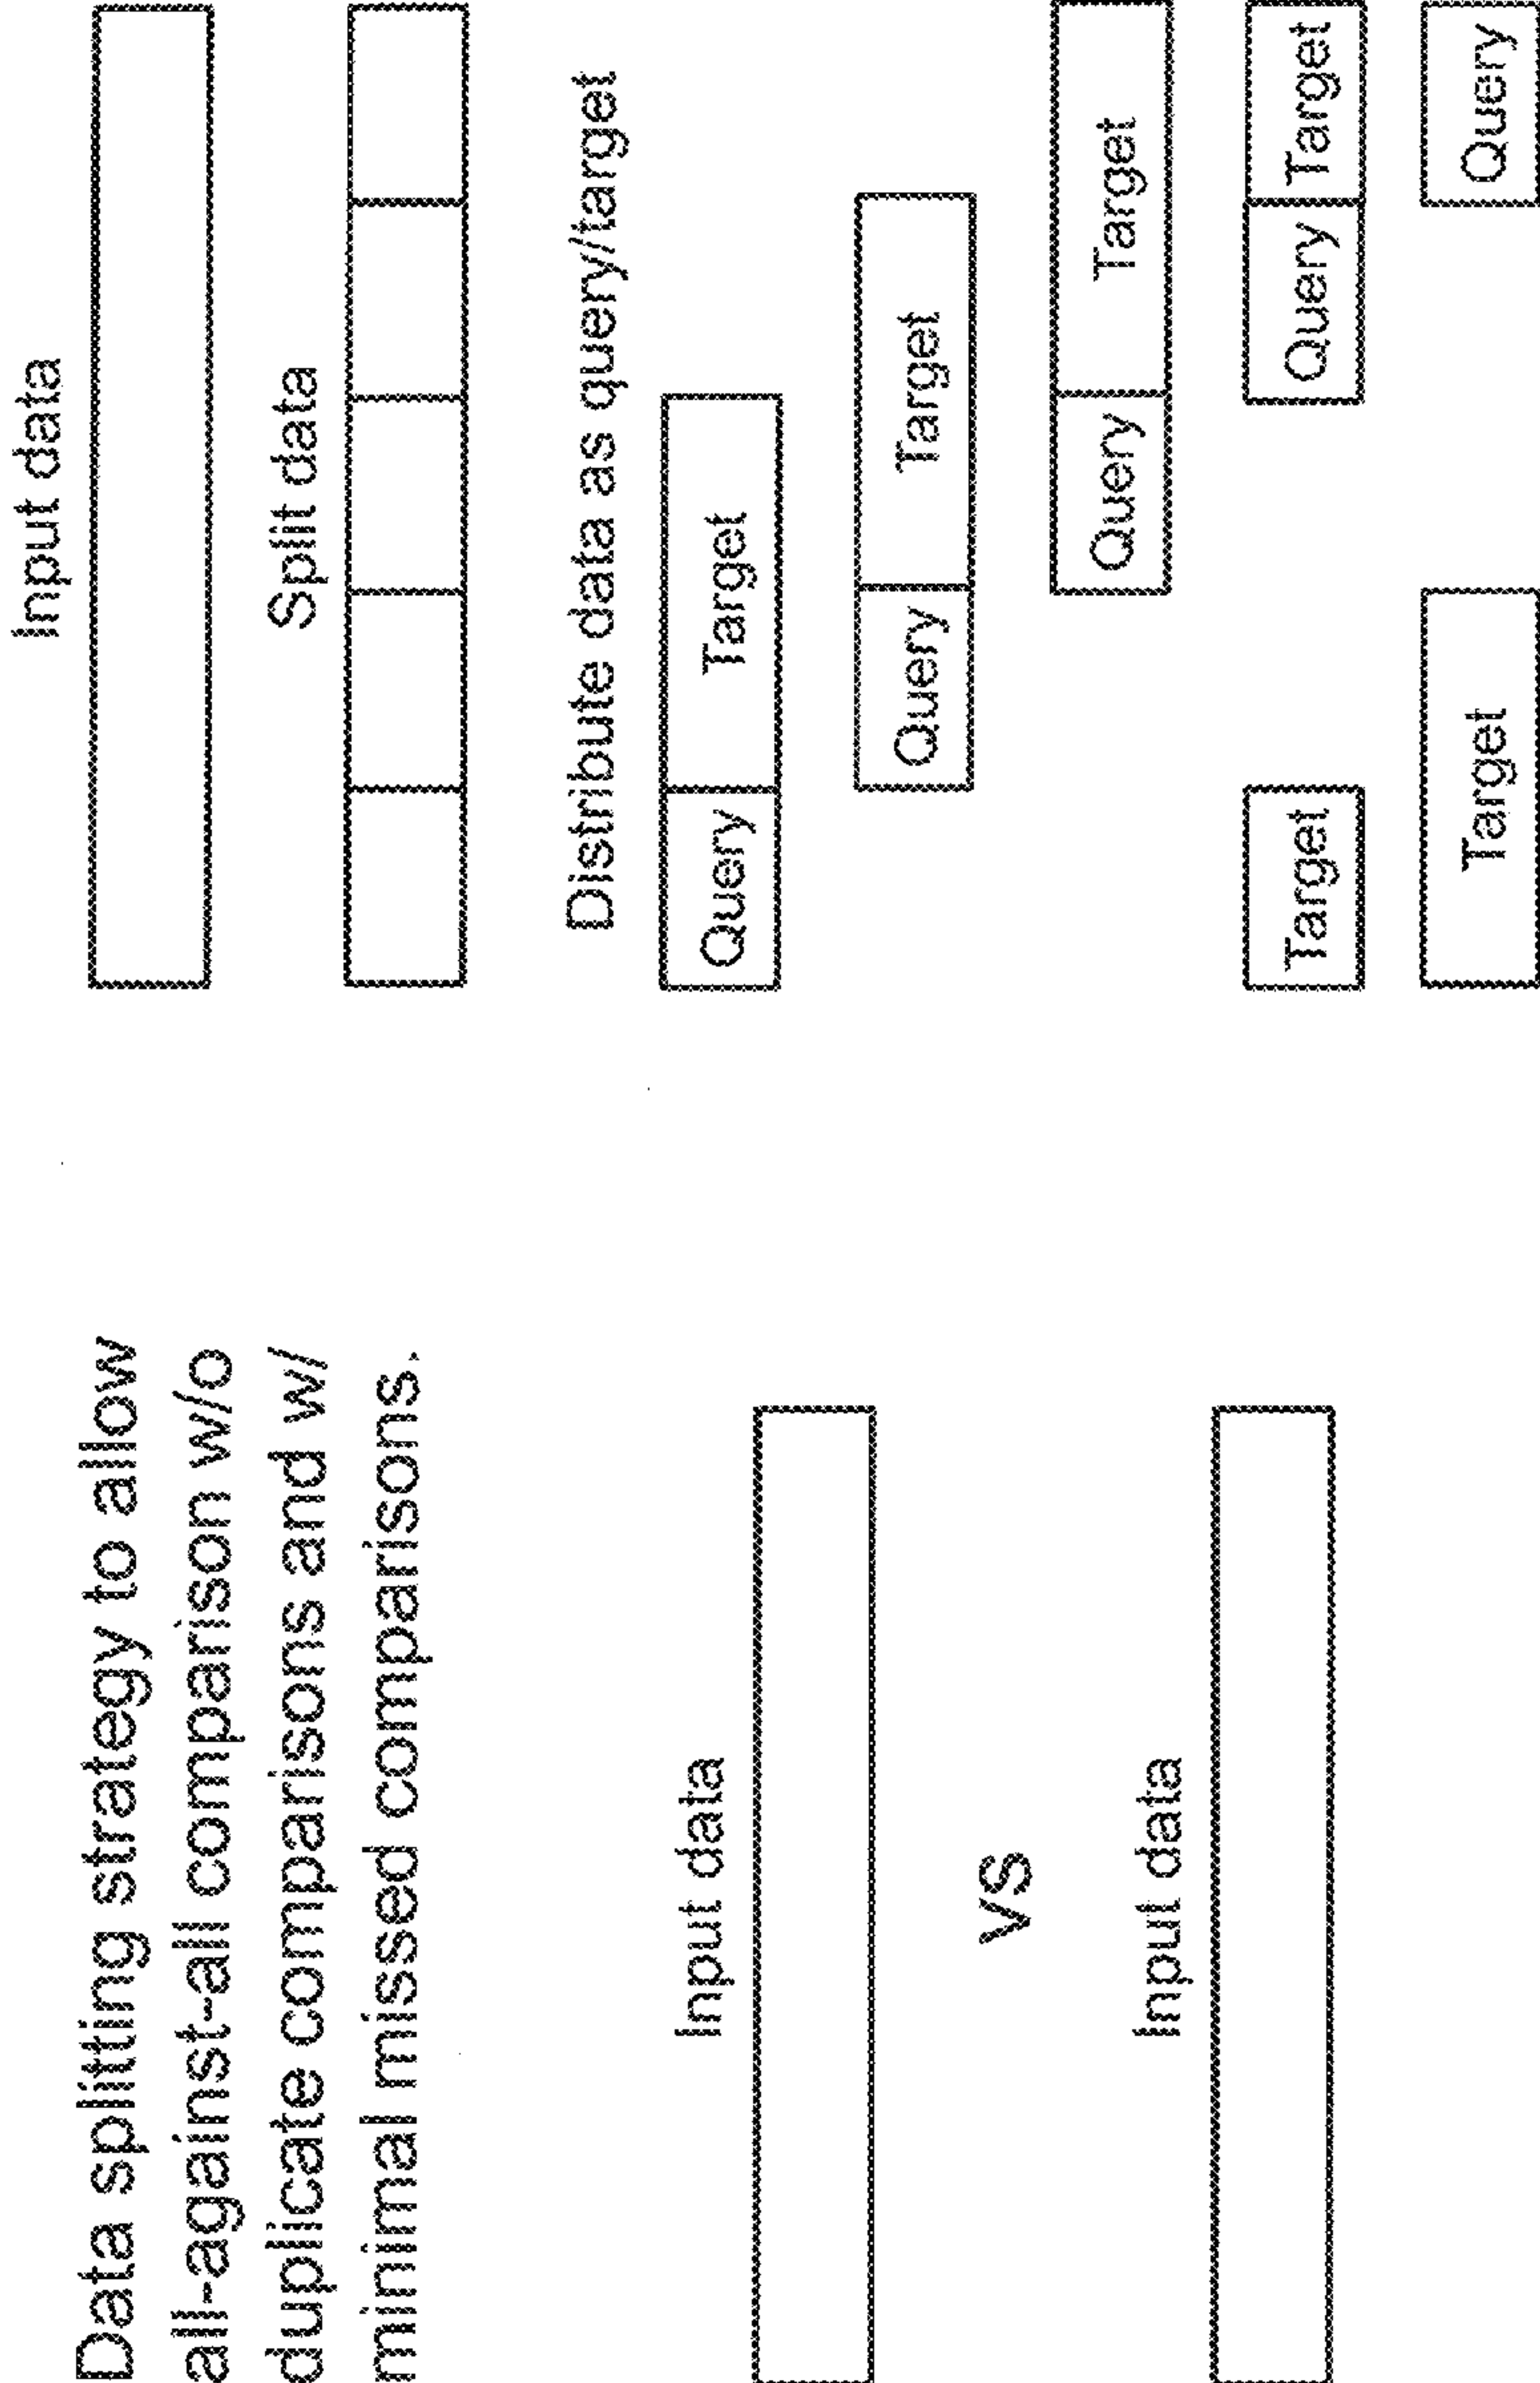 Data splitting strategy to allow
all-against-all comparison w/o
duplicate comparisons and w/
minimal missed comparisons.
Input data
vs
Input data
Input data
Split data
Distribute data as query/target
Query Target
Query Target
Query Target
Target Query Target
Target Query